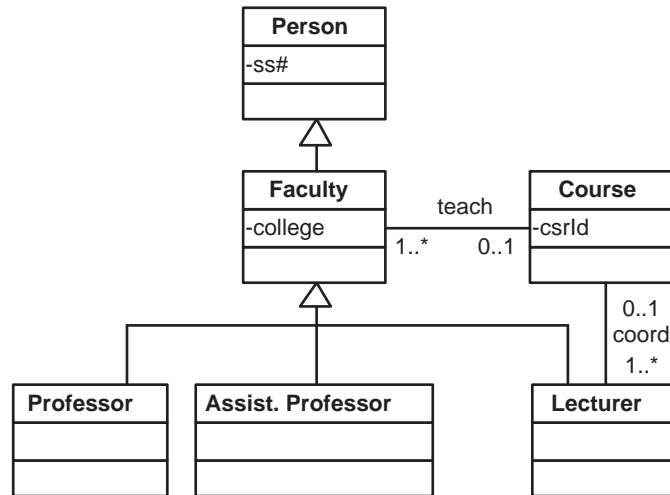 Person
-ss#
Faculty
-college
teach
1..*
0..1
Course
-csrId
0..1
coord
1..*
Professor
Assist. Professor
Lecturer